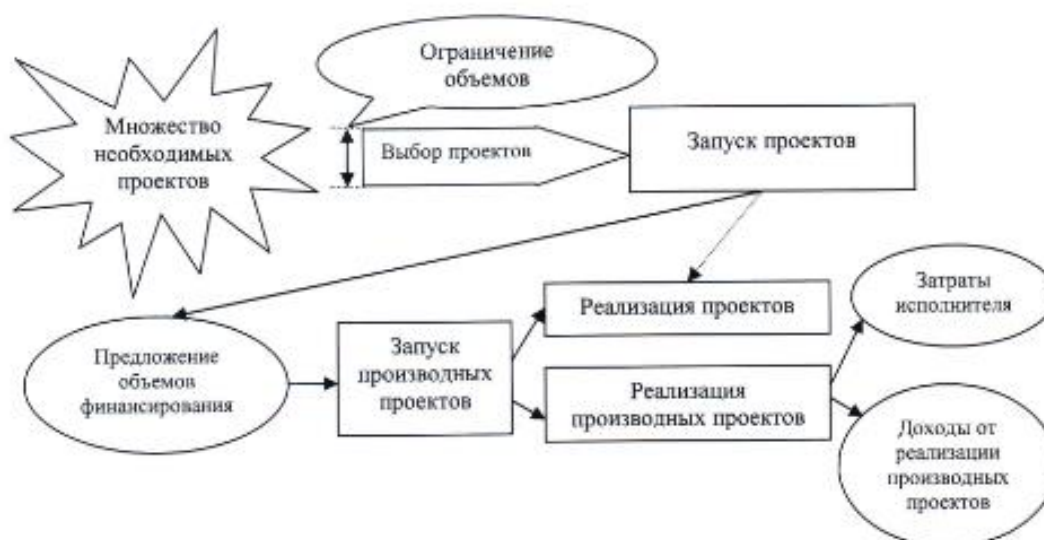 Ограничение
объемов
Множество
необходимых
проектов
Выбор проектов
Запуск проектов
Затраты
исполнителя
Реализация проектов
Предложение
объемов
финансирования
Запуск
производных
проектов
Реализация
производных проектов
Доходы от
реализации
производных
проектов